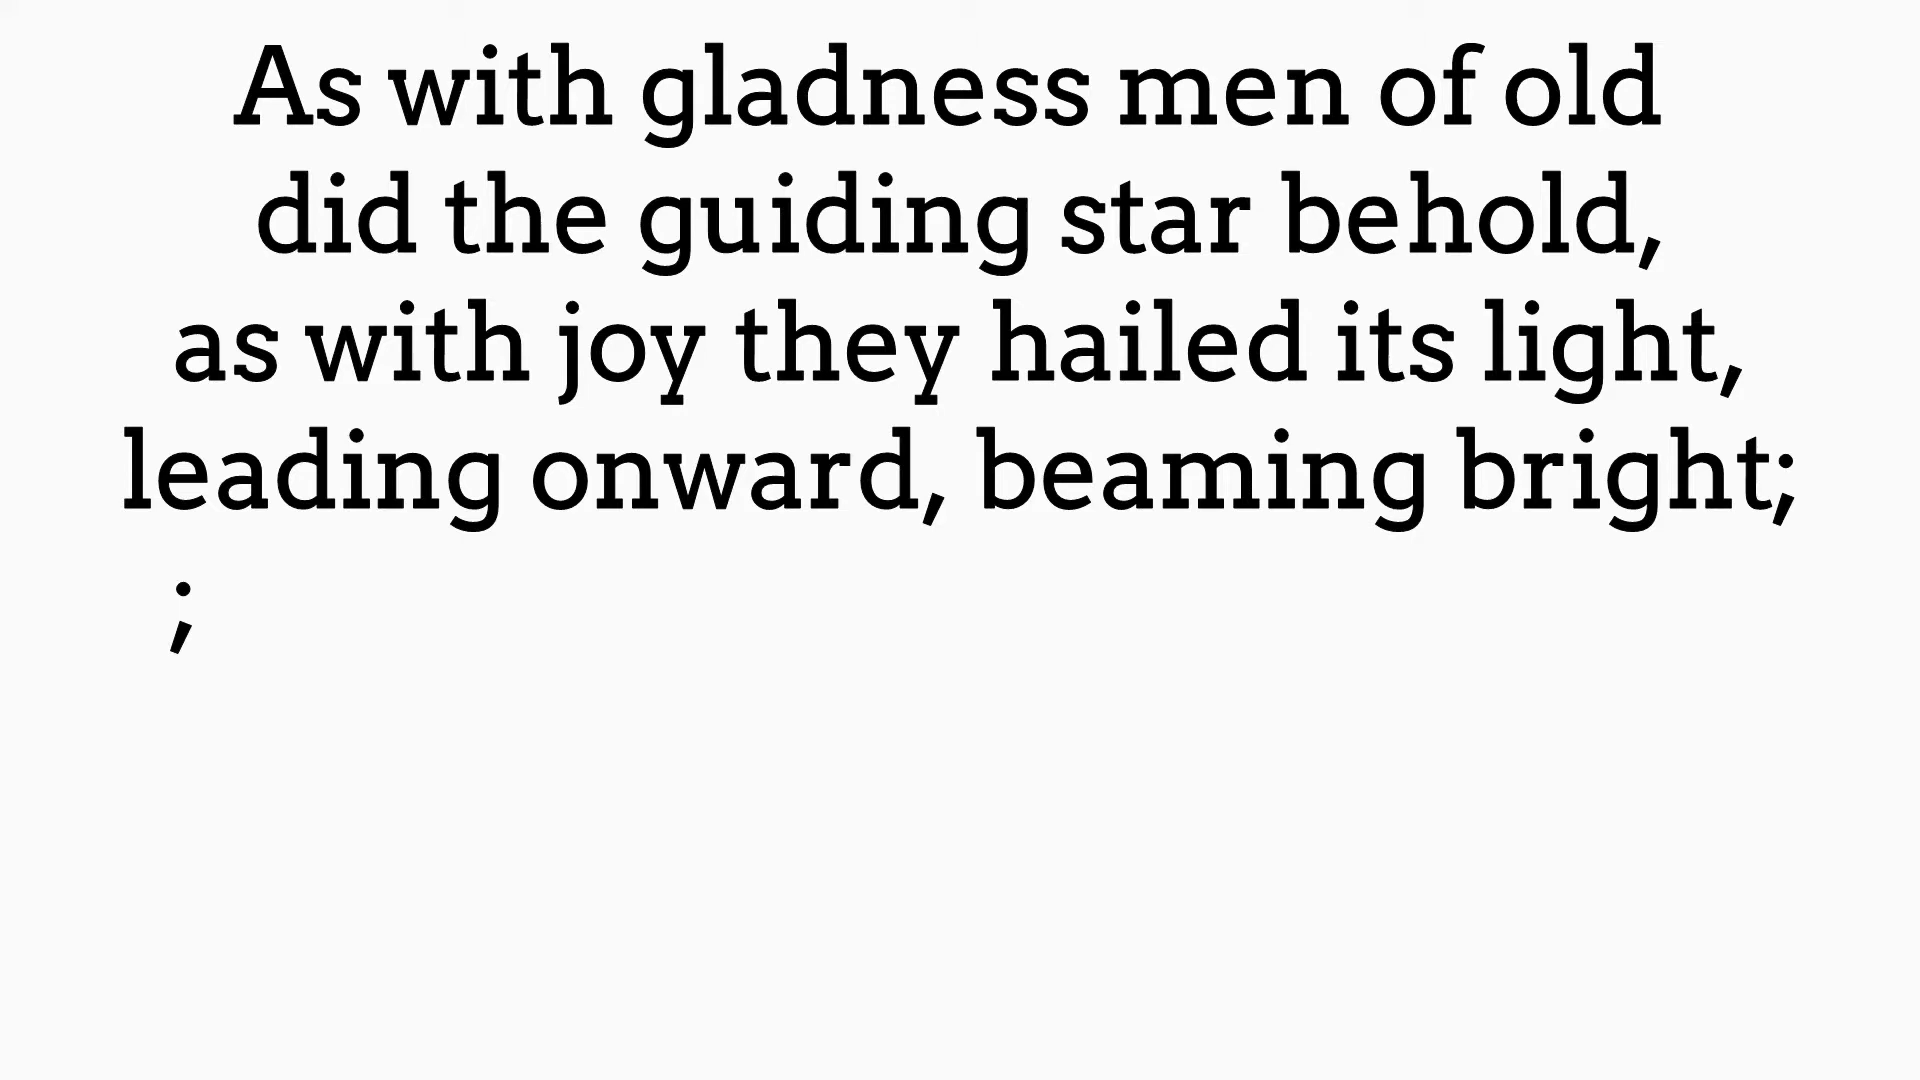 As with gladness men of old
did the guiding star behold,
as with joy they hailed its light,
leading onward, beaming bright;
;